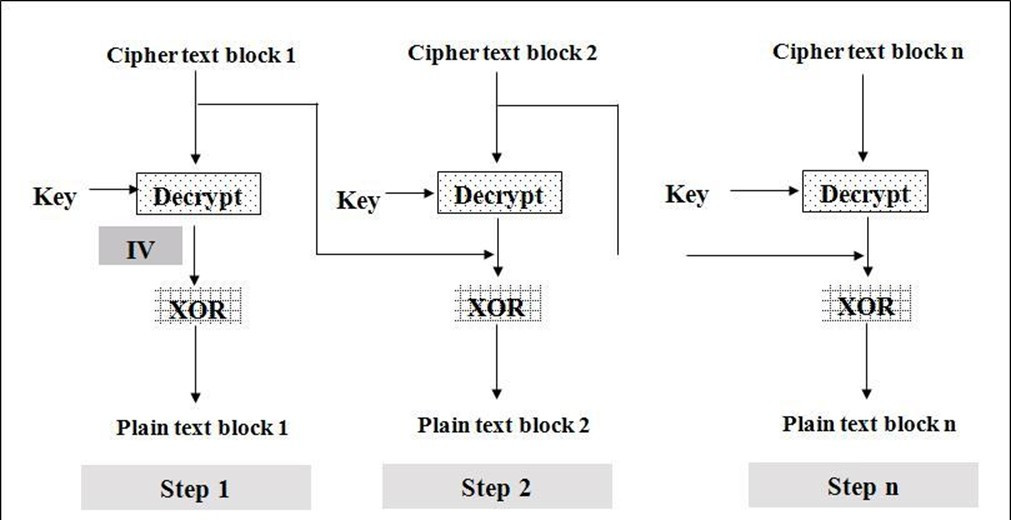 Cipher text block 1
Cipher text block 2
Cipher text block n
Key
Decrypt
Key
Decrypt
Key
Decrypt
IV
XOR
XOR
XOR
Plain text block 1
Plain text block 2
Plain text block n
Step 1
Step 2
Step n